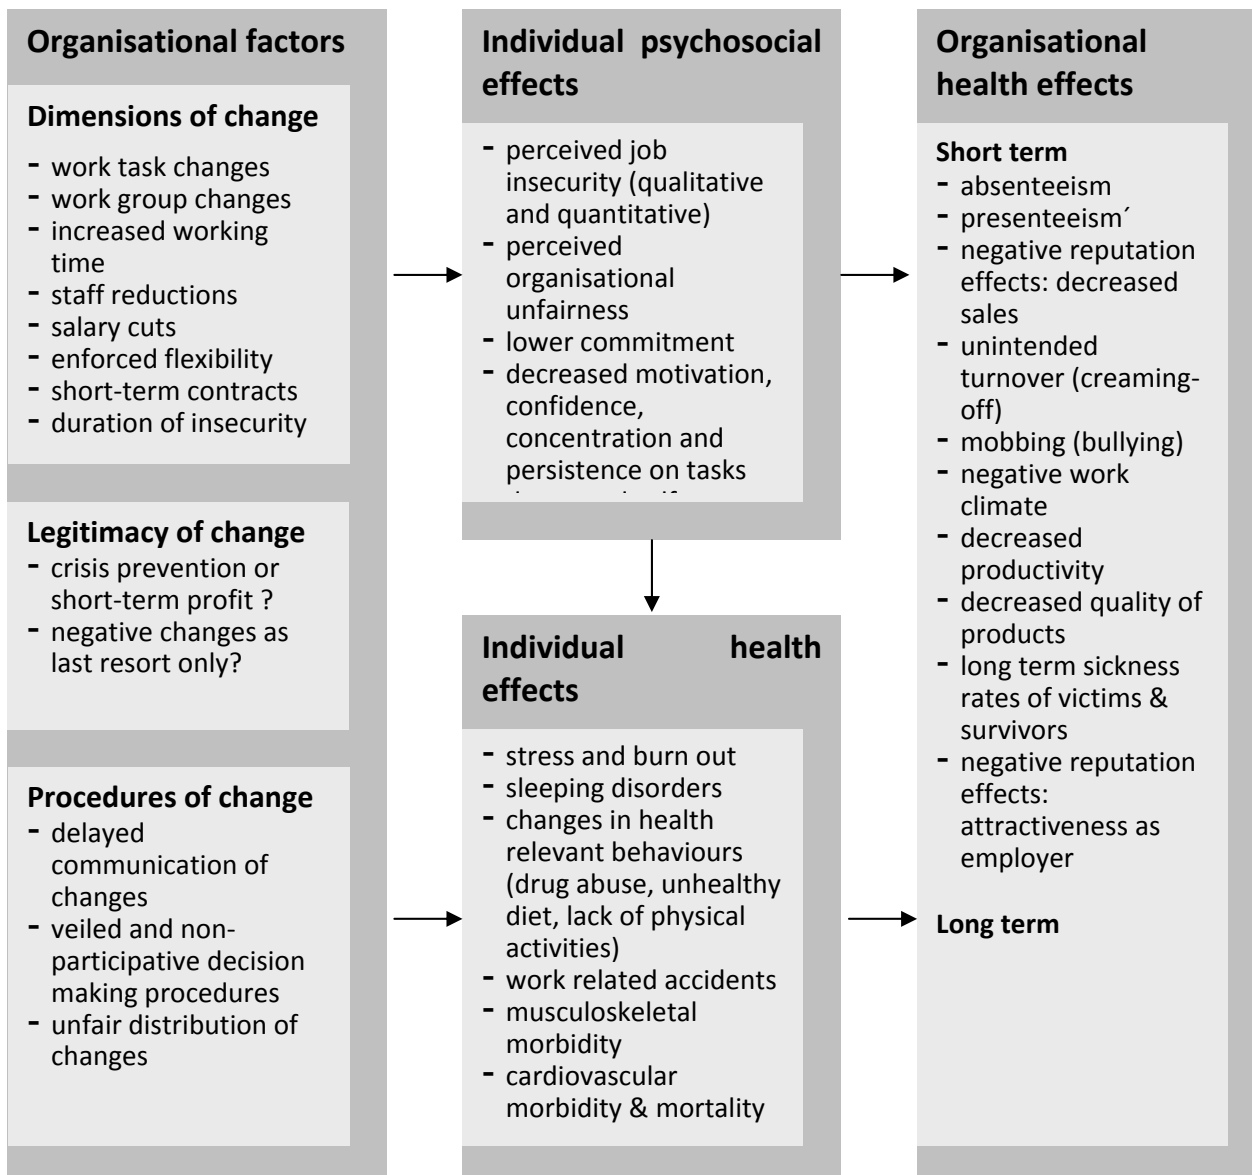 Organisational factors
Dimensions of change
- work task changes
- work group changes
- increased working
time
- staff reductions
- salary cuts
- enforced flexibility
- short-term contracts
- duration of insecurity
Legitimacy of change
- crisis prevention or
short-term profit ?
- negative changes as
last resort only?
Procedures of change
- delayed
communication of
changes
- veiled and non-
participative decision
making procedures
- unfair distribution of
changes
Individual psychosocial
effects
- perceived job
insecurity (qualitative
and quantitative)
- perceived
organisational
unfairness
- lower commitment
- decreased motivation,
confidence,
concentration and
persistence on tasks
Individual health
effects
- stress and burn out
- sleeping disorders
- changes in health
relevant behaviours
(drug abuse, unhealthy
diet, lack of physical
activities)
- work related accidents
- musculoskeletal
morbidity
- cardiovascular
morbidity & mortality
Organisational
health effects
Short term
- absenteeism
- presenteeism´
- negative reputation
effects: decreased
sales
- unintended
turnover (creaming-
off)
- mobbing (bullying)
- negative work
climate
- decreased
productivity
- decreased quality of
products
- long term sickness
rates of victims &
survivors
- negative reputation
effects:
attractiveness as
employer
Long term